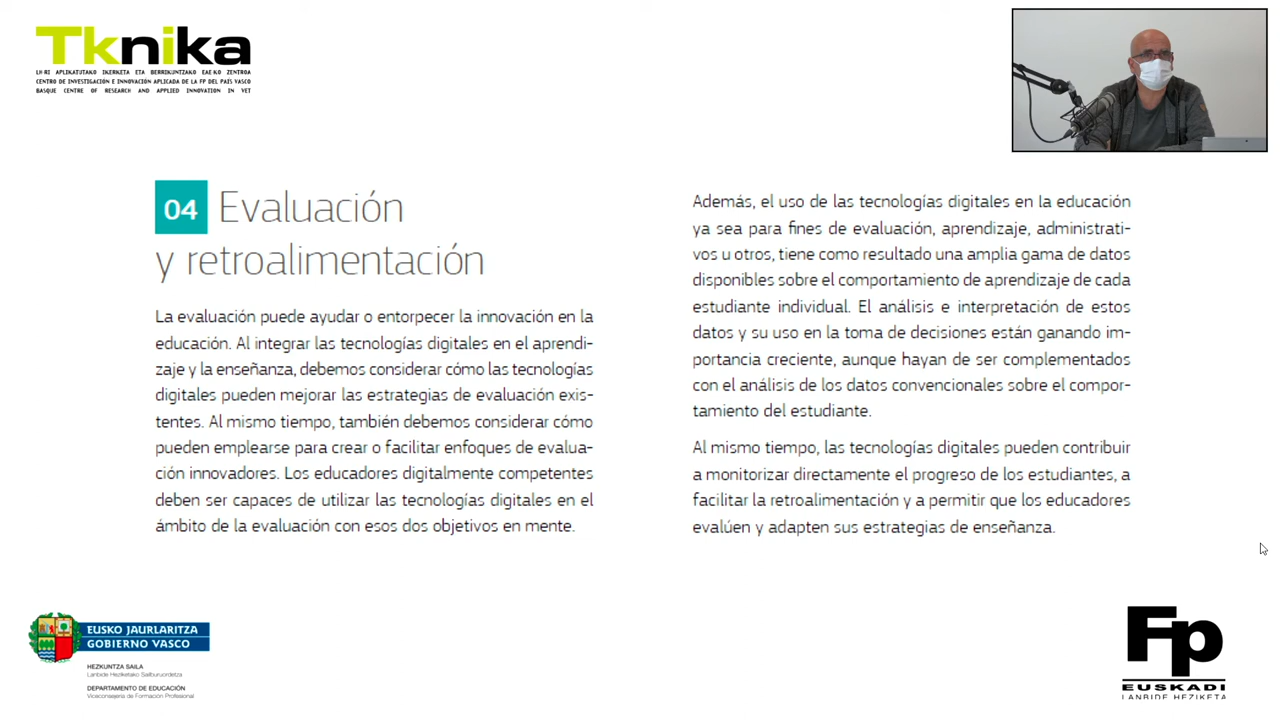 Tknika
LH-RI APLIKATUTAKO IKERKETA ETA BERRIKUNTZAKO EAEKO ZENTROA
CENTRO DE INVESTIGACIÓN E INNOVACIÓN APLICADA DE LA FP DEL PAÍS VASCO
BASQUE CENTRE OF RESEARCH AND APPLIED INNOVATION IN VET
04 Evaluación
y retroalimentación
La evaluación puede ayudar o entorpecer la innovación en la
educación. Al integrar las tecnologías digitales en el aprendi-
zaje y la enseñanza, debemos considerar cómo las tecnologías
digitales pueden mejorar las estrategias de evaluación exis-
tentes. Al mismo tiempo, también debemos considerar cómo
pueden emplearse para crear o facilitar enfoques de evalua-
ción innovadores. Los educadores digitalmente competentes
deben ser capaces de utilizar las tecnologías digitales en el
ámbito de la evaluación con esos dos objetivos en mente.
Además, el uso de las tecnologías digitales en la educación
ya sea para fines de evaluación, aprendizaje, administrati-
vos u otros, tiene como resultado una amplia gama de datos
disponibles sobre el comportamiento de aprendizaje de cada
estudiante individual. El análisis e interpretación de estos
datos y su uso en la toma de decisiones están ganando im-
portancia creciente, aunque hayan de ser complementados
con el análisis de los datos convencionales sobre el compor-
tamiento del estudiante.
Al mismo tiempo, las tecnologías digitales pueden contribuir
a monitorizar directamente el progreso de los estudiantes, a
facilitar la retroalimentación y a permitir que los educadores
evalúen y adapten sus estrategias de enseñanza.
EUSKO JAURLARITZA
GOBIERNO VASCO
HEZKUNTZA SAILA
Lanbide Heziketako Sailburuordetza
DEPARTAMENTO DE EDUCACIÓN
Viceconsejería de Formación Profesional
Fp
EUSKADI
LANBIDE HEZIKETA